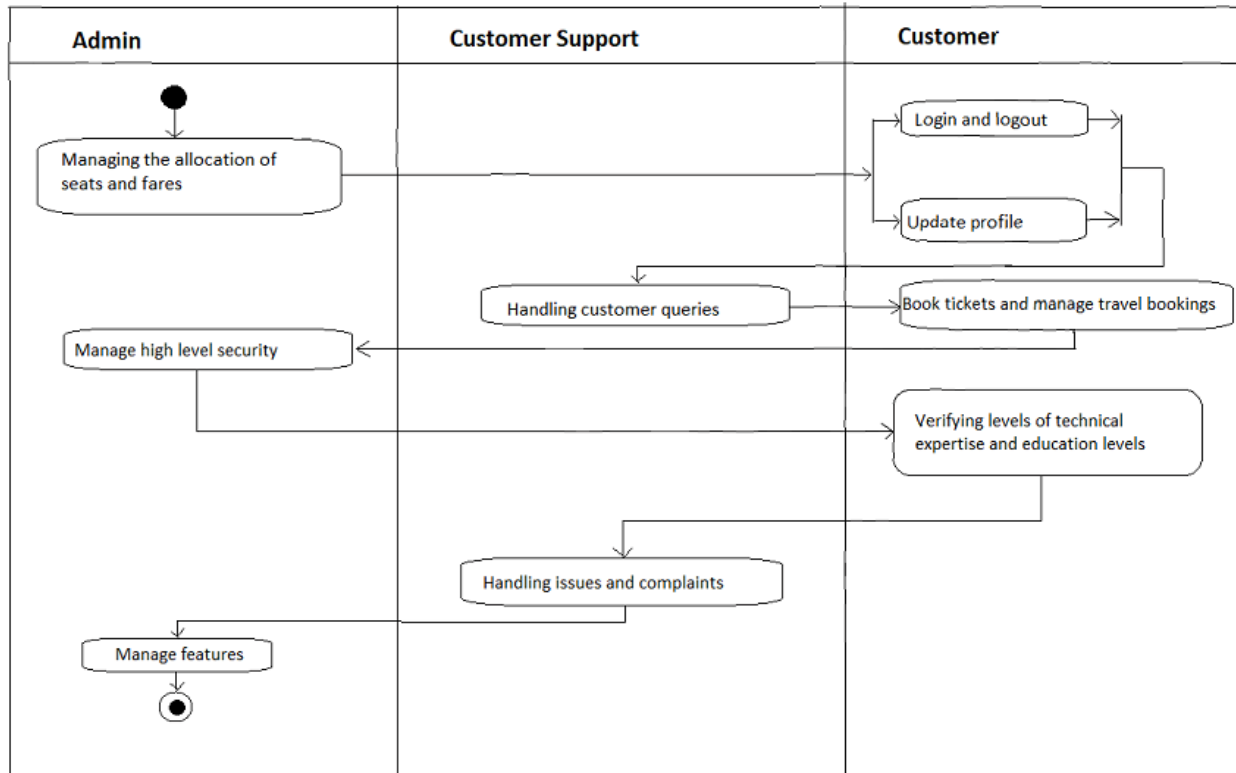 Admin
Customer Support
Customer
Login and logout
Managing the allocation of
seats and fares
Update profile
Handling customer queries
Book tickets and manage travel bookings
Manage high level security
Verifying levels of technical
expertise and education levels
Handling issues and complaints
Manage features